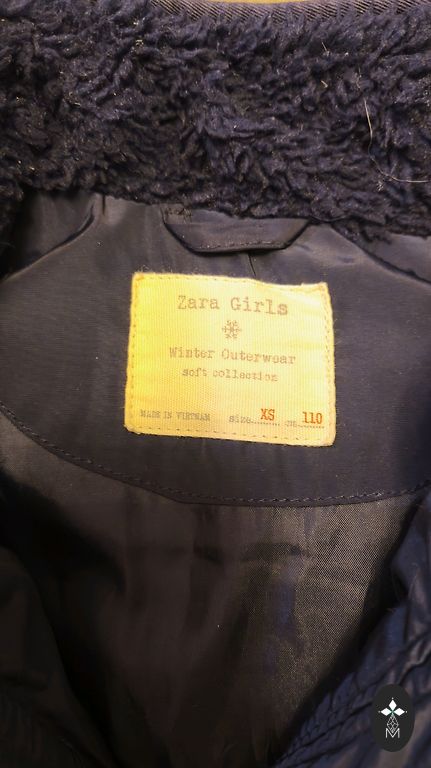 Zara Girls
Winter Outerwear
soft collection
MADE IN VIETNAM size.......... XS cm.... 110
M